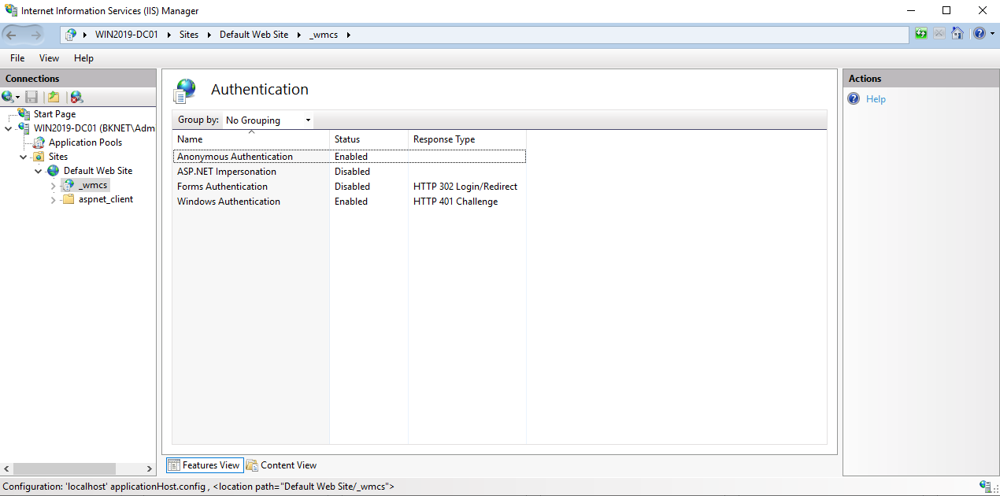 Internet Information Services (IIS) Manager
WIN2019-DC01 Sites Default Web Site _wmcs
File View Help
Connections
Start Page
WIN2019-DC01 (BKNET\Adm
Application Pools
Sites
Default Web Site
_wmcs
aspnet_client
Authentication
Group by: No Grouping
Name Status Response Type
Anonymous Authentication Enabled
ASP.NET Impersonation Disabled
Forms Authentication Disabled HTTP 302 Login/Redirect
Windows Authentication Enabled HTTP 401 Challenge
Features View Content View
Actions
Help
Configuration: 'localhost' applicationHost.config , <location path="Default Web Site/_wmcs">